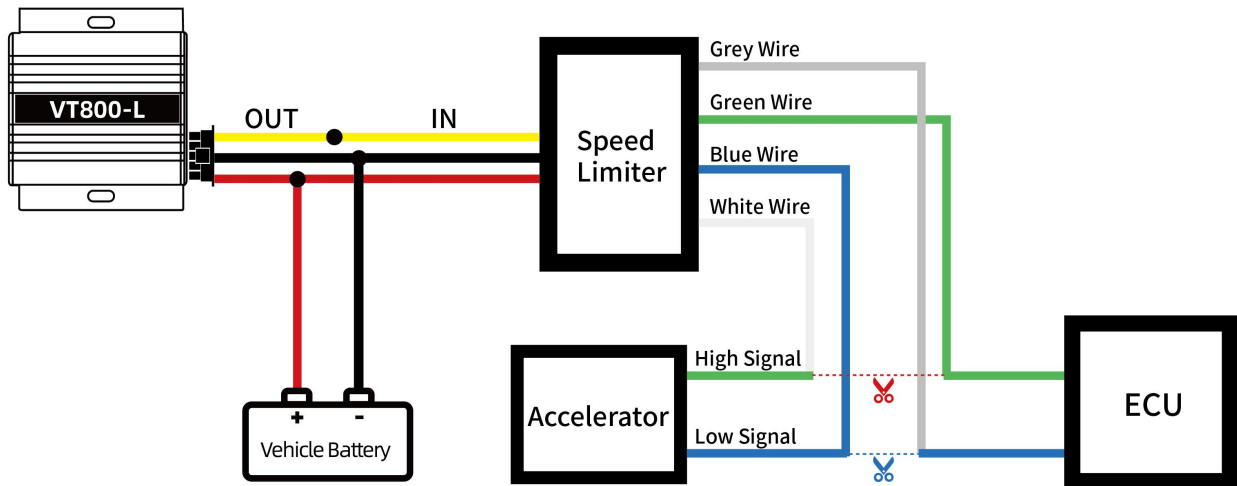 VT800-L
OUT
IN
Speed
Limiter
Grey Wire
Green Wire
Blue Wire
White Wire
High Signal
Low Signal
Accelerator
ECU
+
-
Vehicle Battery